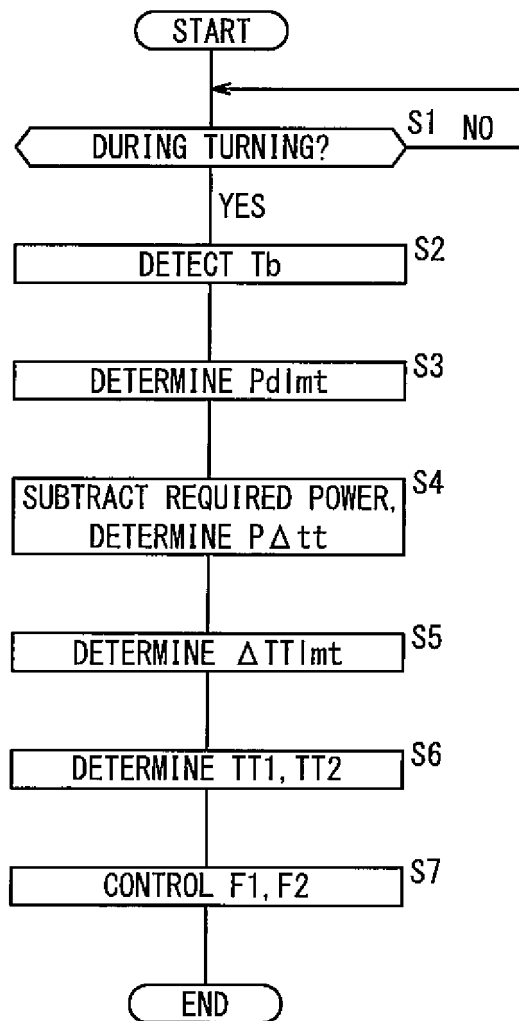 START
DURING TURNING?
S1 NO
YES
DETECT Tb
S2
DETERMINE Pdlmt
S3
SUBTRACT REQUIRED POWER,
DETERMINE PΔtt
S4
DETERMINE ΔTTlmt
S5
DETERMINE TT1, TT2
S6
CONTROL F1, F2
S7
END